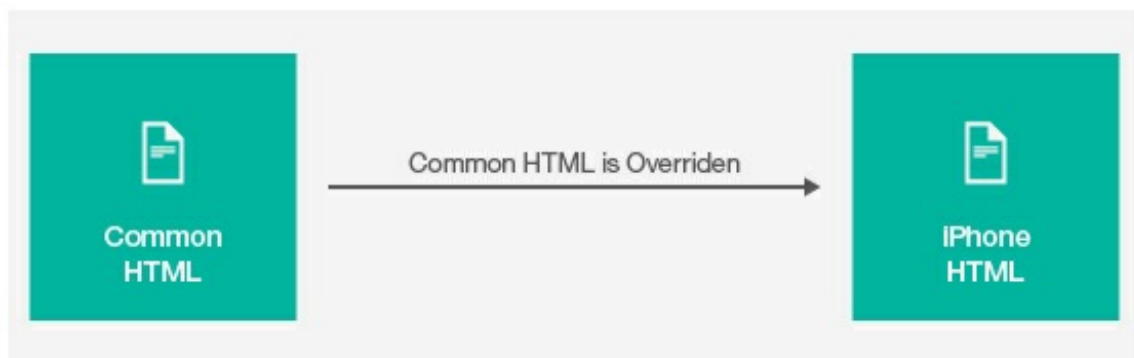 Common HTML is Overriden
Common
HTML
iPhone
HTML